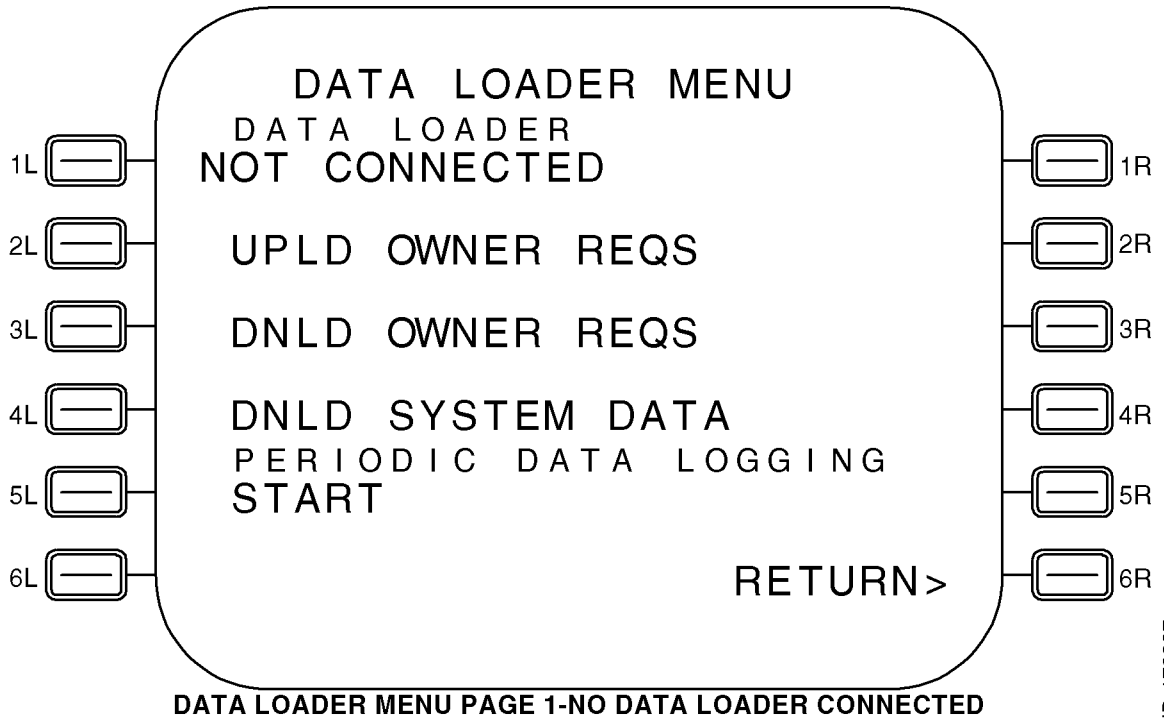 DATA LOADER MENU
DATA LOADER
1L NOT CONNECTED 1R
2L UPLD OWNER REQS 2R
3L DNLD OWNER REQS 3R
4L DNLD SYSTEM DATA 4R
PERIODIC DATA LOGGING
5L START 5R
6L RETURN> 6R
DATA LOADER MENU PAGE 1-NO DATA LOADER CONNECTED